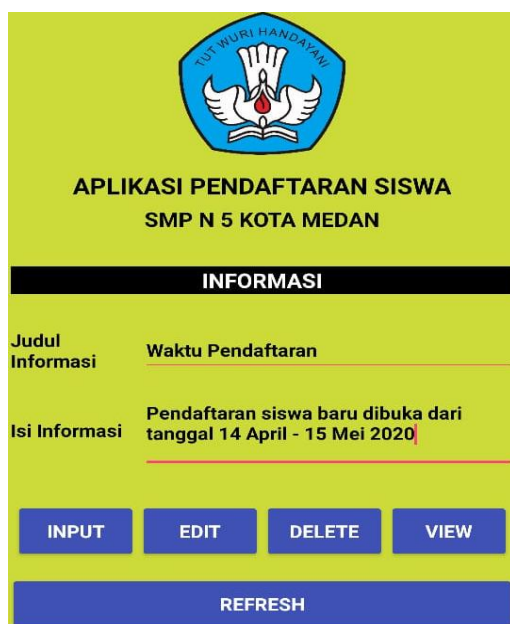 TUT WURI HANDAYANI
APLIKASI PENDAFTARAN SISWA
SMP N 5 KOTA MEDAN
INFORMASI
Judul
Informasi
Waktu Pendaftaran
Isi Informasi
Pendaftaran siswa baru dibuka dari
tanggal 14 April - 15 Mei 2020
INPUT
EDIT
DELETE
VIEW
REFRESH